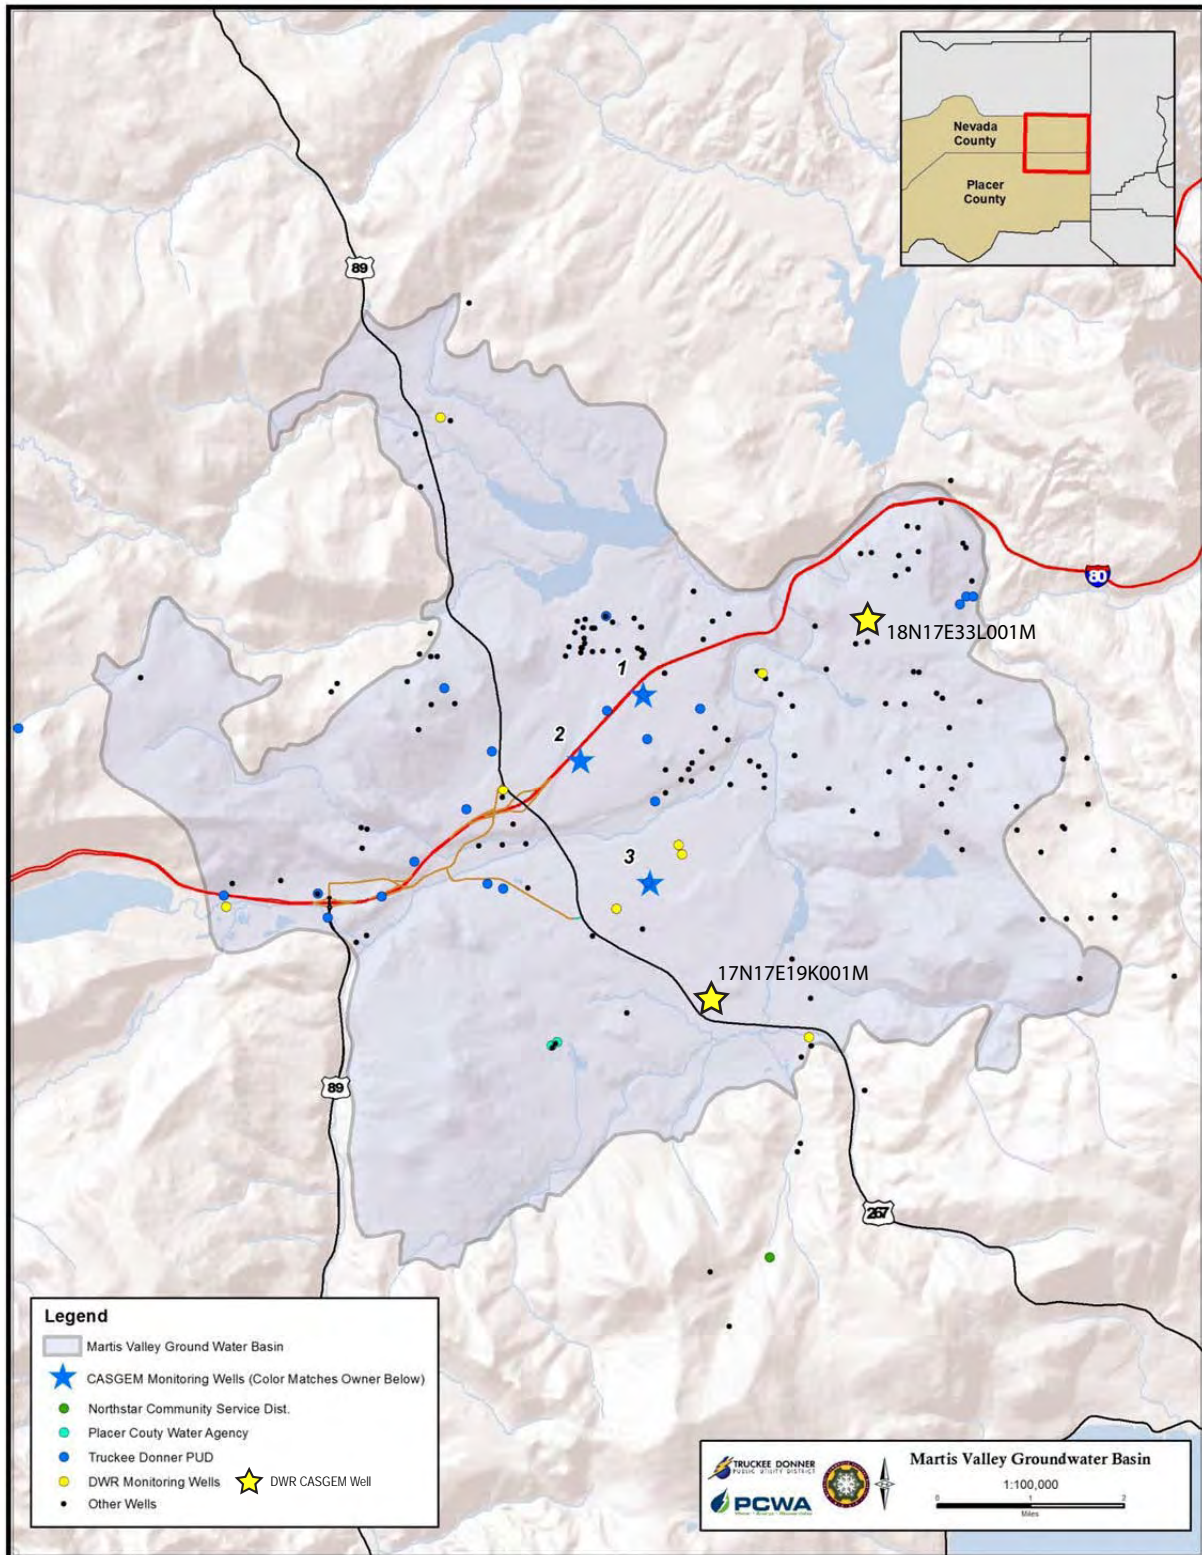 Nevada
County
Placer
County
89
80
18N17E33L001M
1
2
3
17N17E19K001M
89
267
Legend
Martis Valley Ground Water Basin
CASGEM Monitoring Wells (Color Matches Owner Below)
Northstar Community Service Dist.
Placer Couty Water Agency
Truckee Donner PUD
DWR Monitoring Wells
DWR CASGEM Well
Other Wells
TRUCKEE DONNER
PUBLIC UTILITY DISTRICT
PCWA
Martis Valley Groundwater Basin
1:100,000
0 1 2
Miles